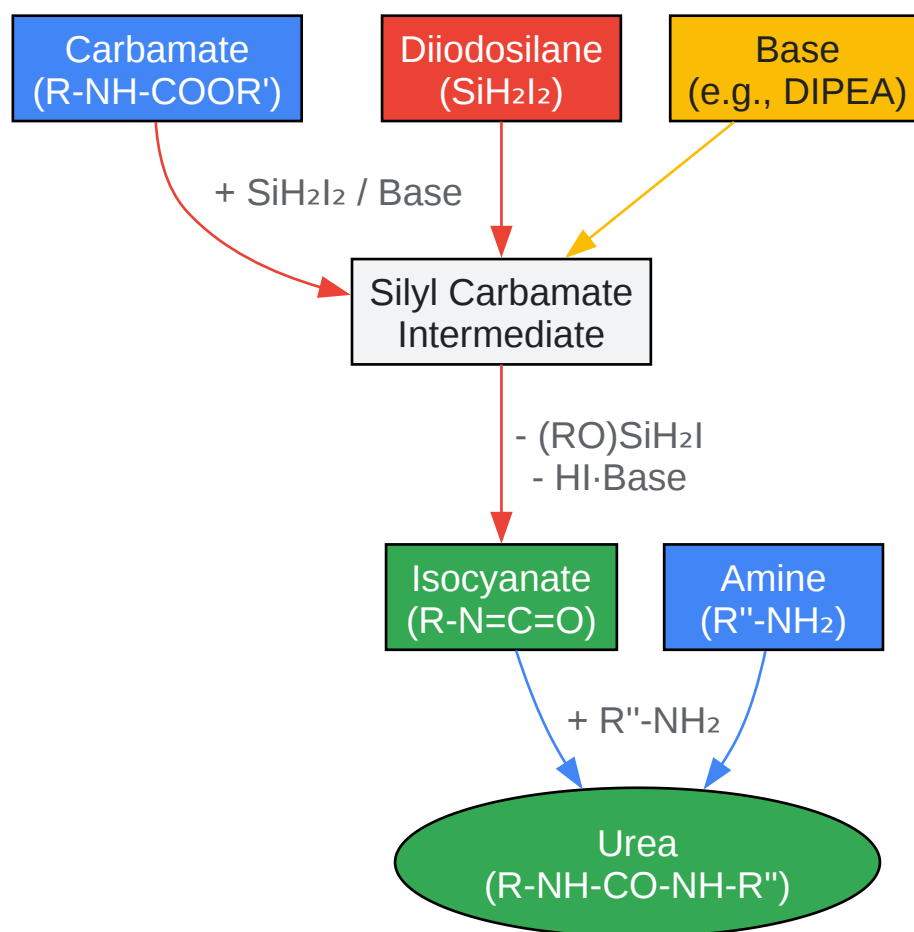 Carbamate
(R-NH-COOR')
Diiodosilane
(SiH₂I₂)
Base
(e.g., DIPEA)
+ SiH₂I₂ / Base
Silyl Carbamate
Intermediate
- (RO)SiH₂I
- HI·Base
Isocyanate
(R-N=C=O)
Amine
(R''-NH₂)
+ R''-NH₂
Urea
(R-NH-CO-NH-R'')